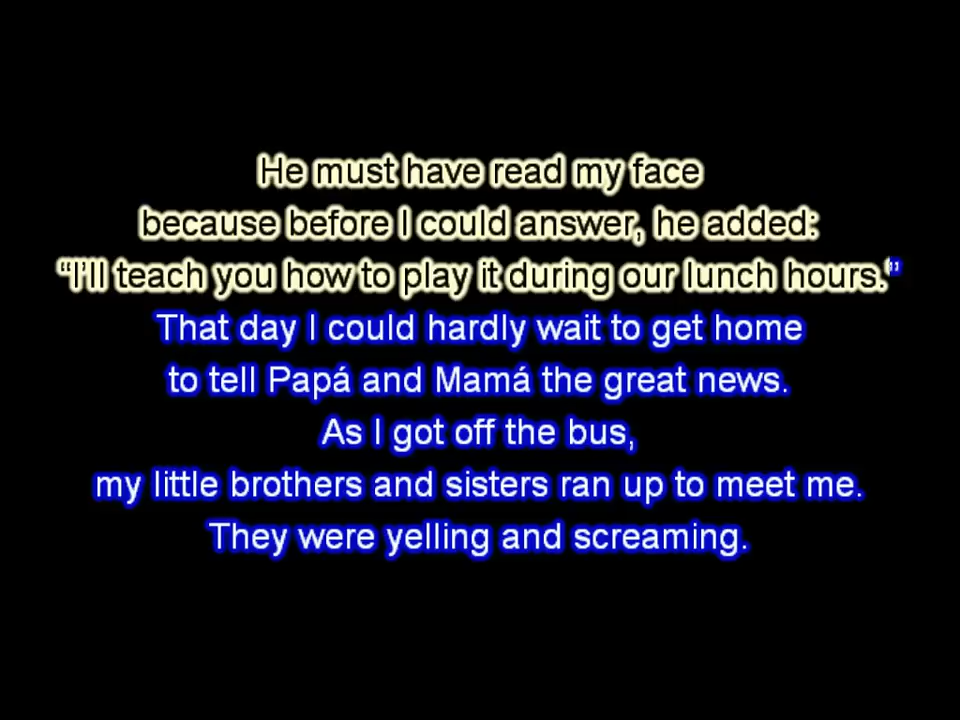 He must have read my face
because before I could answer, he added:
“I’ll teach you how to play it during our lunch hours.”
That day I could hardly wait to get home
to tell Papá and Mamá the great news.
As I got off the bus,
my little brothers and sisters ran up to meet me.
They were yelling and screaming.